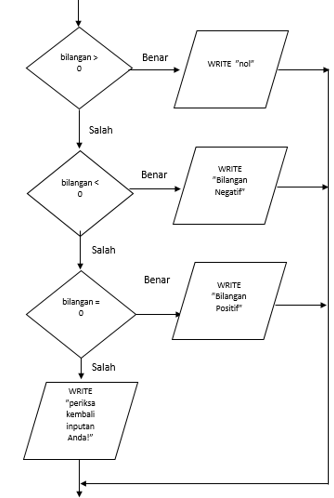 bilangan >
0
Benar
WRITE "nol"
Salah
bilangan <
0
Benar
WRITE
"Bilangan
Negatif"
Salah
bilangan =
0
Benar
WRITE
"Bilangan
Positif"
Salah
WRITE
"periksa
kembali
inputan
Anda!"